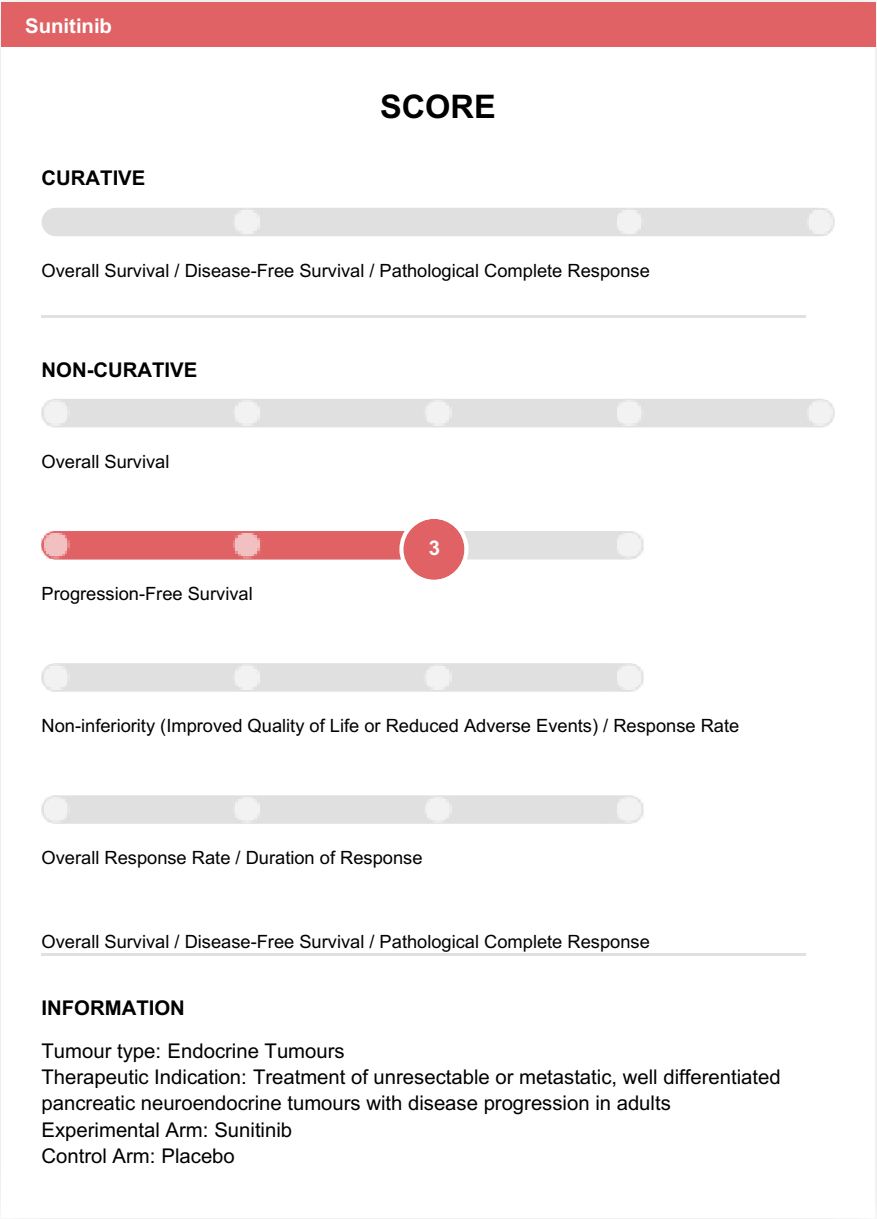 Sunitinib
SCORE
CURATIVE
Overall Survival / Disease-Free Survival / Pathological Complete Response
NON-CURATIVE
Overall Survival
3
Progression-Free Survival
Non-inferiority (Improved Quality of Life or Reduced Adverse Events) / Response Rate
Overall Response Rate / Duration of Response
Overall Survival / Disease-Free Survival / Pathological Complete Response
INFORMATION
Tumour type: Endocrine Tumours
Therapeutic Indication: Treatment of unresectable or metastatic, well differentiated
pancreatic neuroendocrine tumours with disease progression in adults
Experimental Arm: Sunitinib
Control Arm: Placebo